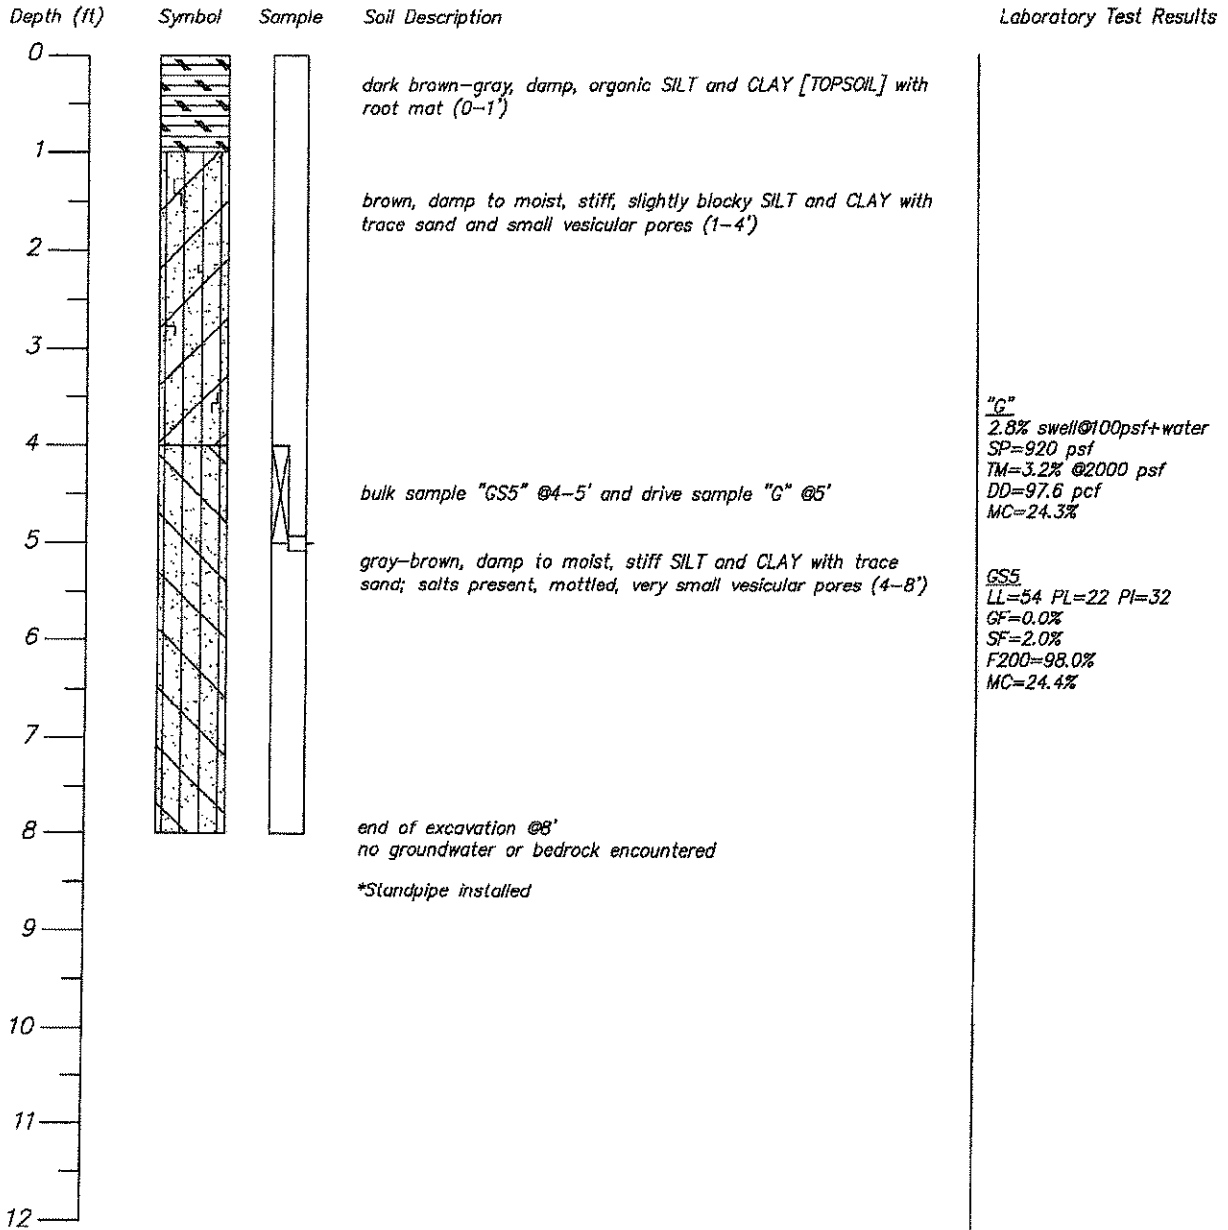 Depth (ft) Symbol Sample Soil Description Laboratory Test Results
0
dark brown-gray, damp, organic SILT and CLAY [TOPSOIL] with
root mat (0-1')
1
brown, damp to moist, stiff, slightly blocky SILT and CLAY with
trace sand and small vesicular pores (1-4')
2
3
4
bulk sample "GS5" @4-5' and drive sample "G" @5'
5
gray-brown, damp to moist, stiff SILT and CLAY with trace
sand; salts present, mottled, very small vesicular pores (4-8')
6
7
8
end of excavation @8'
no groundwater or bedrock encountered
*Standpipe installed
9
10
11
12
"G"
2.8% swell@100psf+water
SP=920 psf
TM=3.2% @2000 psf
DD=97.6 pcf
MC=24.3%
GS5
LL=54 PL=22 PI=32
GF=0.0%
SF=2.0%
F200=98.0%
MC=24.4%